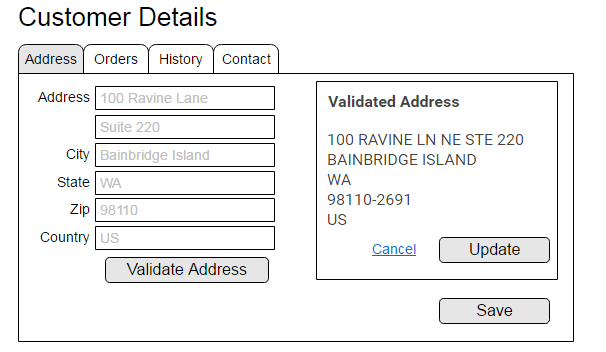 Customer Details
Address Orders History Contact
Address 100 Ravine Lane
Suite 220
City Bainbridge Island
State WA
Zip 98110
Country US
Validate Address
Validated Address
100 RAVINE LN NE STE 220
BAINBRIDGE ISLAND
WA
98110-2691
US
Cancel Update
Save